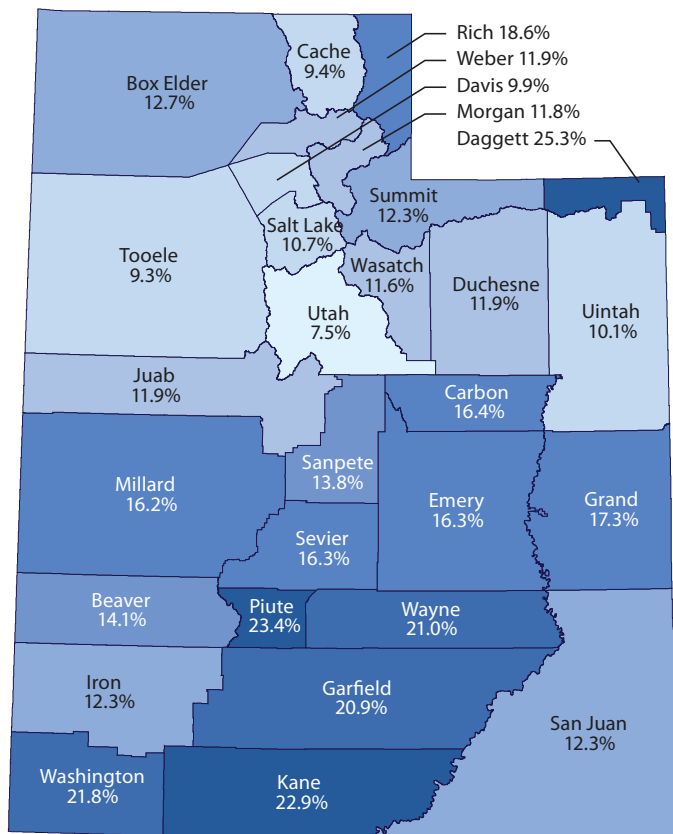 Rich 18.6%
Weber 11.9%
Davis 9.9%
Morgan 11.8%
Daggett 25.3%
Cache
9.4%
Box Elder
12.7%
Summit
12.3%
Salt Lake
10.7%
Tooele
9.3%
Wasatch
11.6%
Duchesne
11.9%
Uintah
10.1%
Utah
7.5%
Juab
11.9%
Carbon
16.4%
Sanpete
13.8%
Millard
16.2%
Emery
16.3%
Grand
17.3%
Sevier
16.3%
Beaver
14.1%
Piute
23.4%
Wayne
21.0%
Iron
12.3%
Garfield
20.9%
San Juan
12.3%
Washington
21.8%
Kane
22.9%